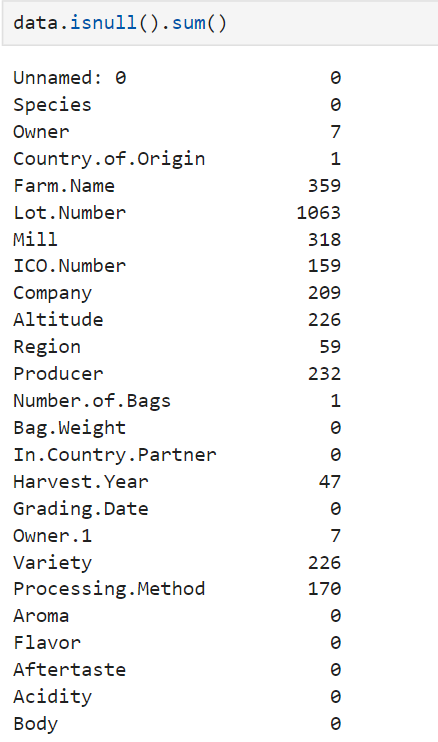 data.isnull().sum()
Unnamed: 0 0
Species 0
Owner 7
Country.of.Origin 1
Farm.Name 359
Lot.Number 1063
Mill 318
ICO.Number 159
Company 209
Altitude 226
Region 59
Producer 232
Number.of.Bags 1
Bag.Weight 0
In.Country.Partner 0
Harvest.Year 47
Grading.Date 0
Owner.1 7
Variety 226
Processing.Method 170
Aroma 0
Flavor 0
Aftertaste 0
Acidity 0
Body 0